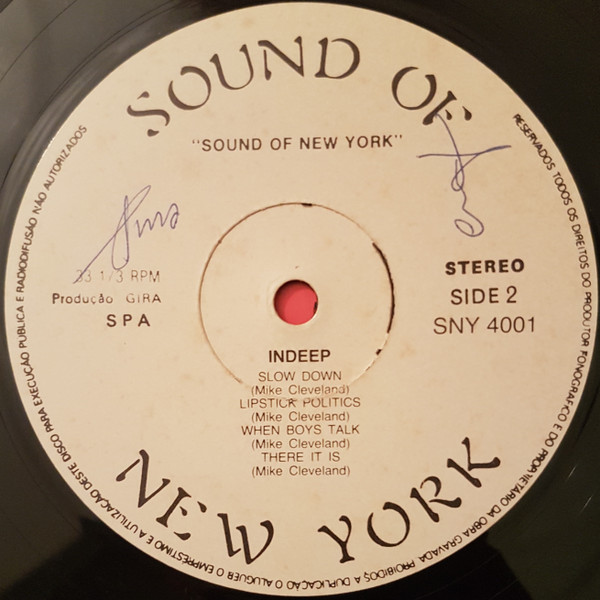 SOUND OF
"SOUND OF NEW YORK"
33 1/3 RPM
Produção GIRA
SPA
STEREO
SIDE 2
SNY 4001
INDEEP
SLOW DOWN
(Mike Cleveland)
LIPSTICK POLITICS
(Mike Cleveland)
WHEN BOYS TALK
(Mike Cleveland)
THERE IT IS
(Mike Cleveland)
NEW YORK
RESERVADOS TODOS OS DIREITOS DO PRODUTOR FONOGRÁFICO E DO PROPRIETÁRIO DA OBRA GRAVADA PROIBIDOS A DUPLICAÇÃO O ALUGUER O EMPRÉSTIMO E A UTILIZAÇÃO DESTE DISCO PARA EXECUÇÃO PUBLICA E RADIODIFUSÃO NÃO AUTORIZADOS